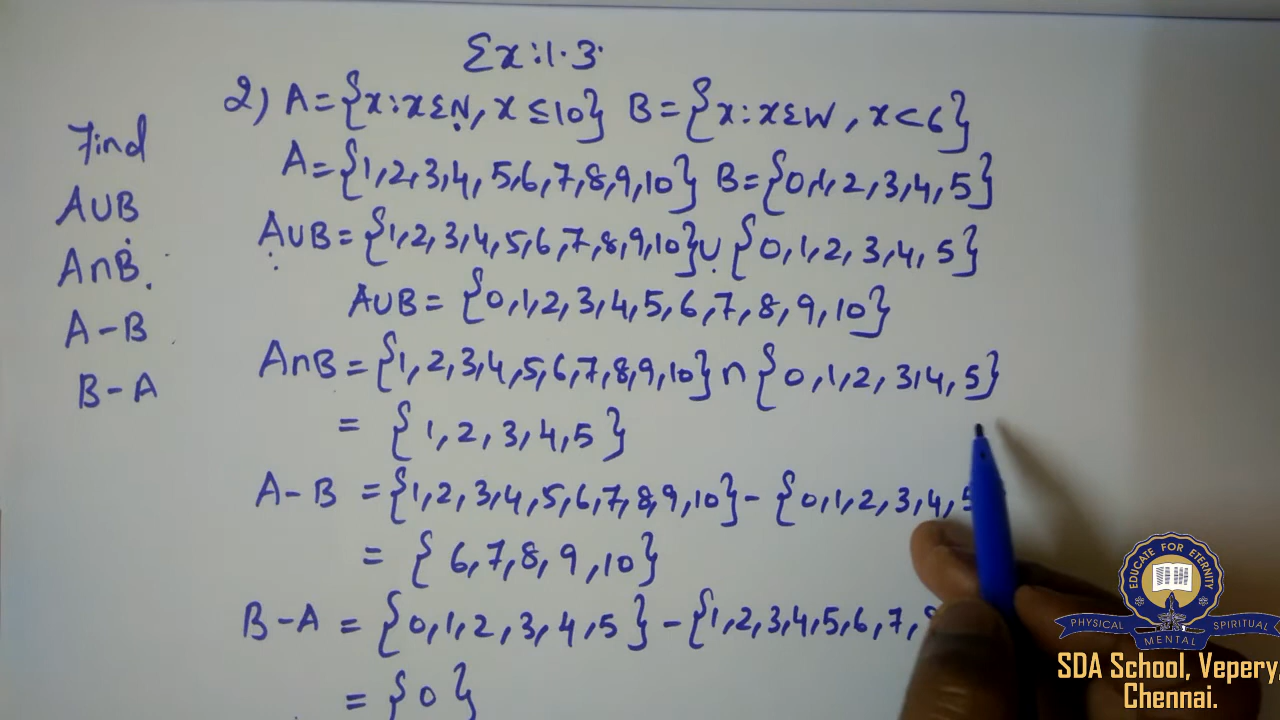 Ex:1.3.
2) A={x:xεN, x≤10} B={x:xεW, x<6}
A={1,2,3,4,5,6,7,8,9,10} B={0,1,2,3,4,5}
A∪B={1,2,3,4,5,6,7,8,9,10}∪{0,1,2,3,4,5}
A∪B={0,1,2,3,4,5,6,7,8,9,10}
A∩B={1,2,3,4,5,6,7,8,9,10}∩{0,1,2,3,4,5}
={1,2,3,4,5}
A-B={1,2,3,4,5,6,7,8,9,10}-{0,1,2,3,4,5
={6,7,8,9,10}
B-A={0,1,2,3,4,5}-{1,2,3,4,5,6,7,
={0}
Find
A∪B
A∩B
A-B
B-A
EDUCATE FOR ETERNITY
PHYSICAL MENTAL SPIRITUAL
SDA School, Vepery,
Chennai.